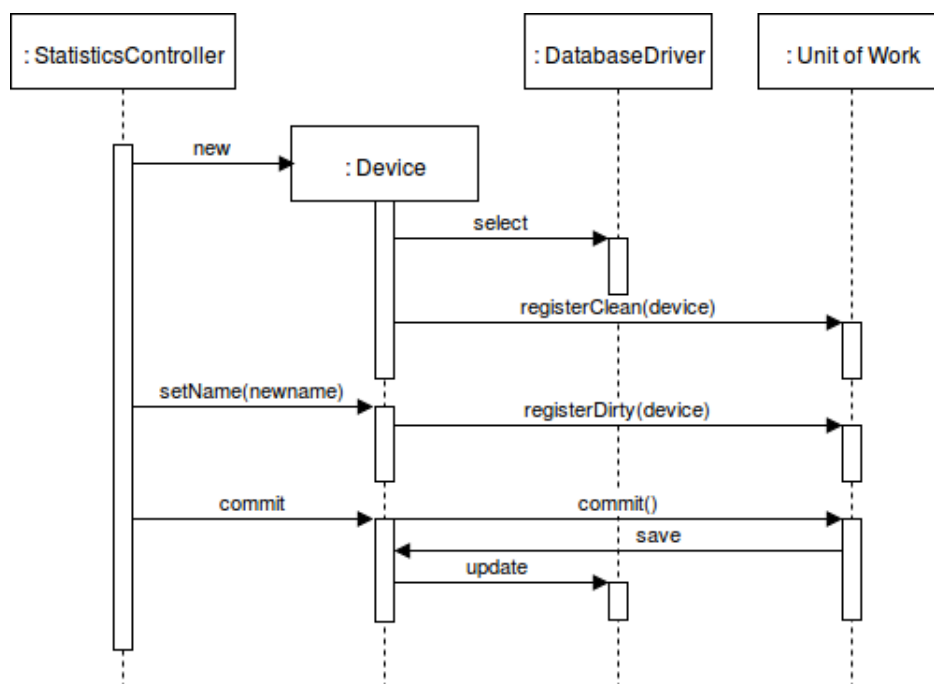 : StatisticsController
: DatabaseDriver
: Unit of Work
new
: Device
select
registerClean(device)
setName(newname)
registerDirty(device)
commit
commit()
save
update